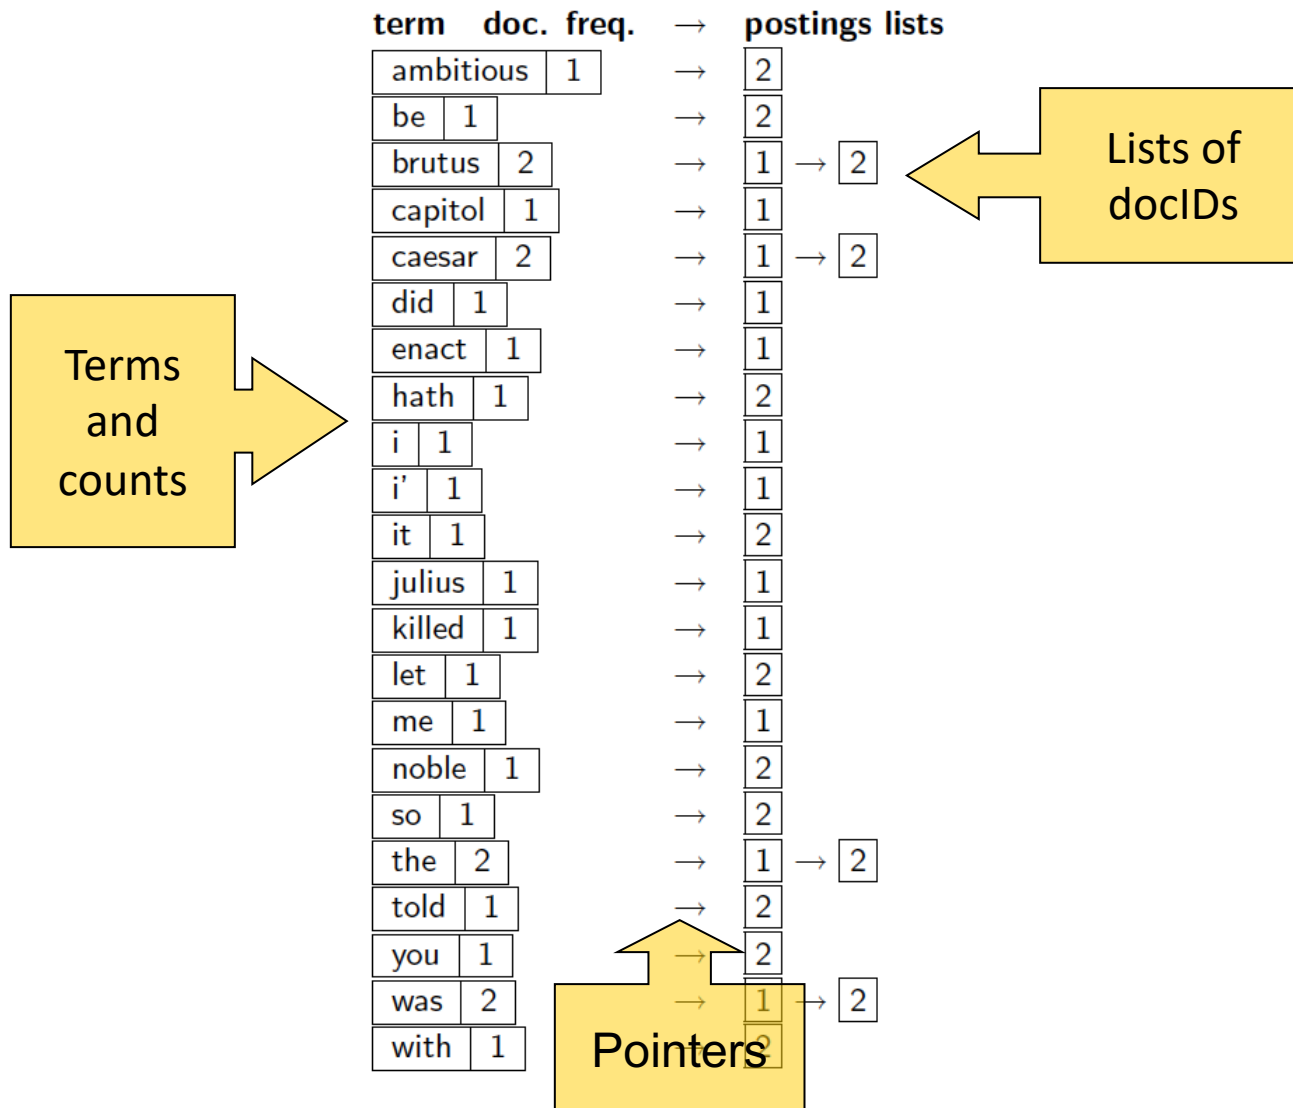 term doc. freq. → postings lists
ambitious 1 → 2
be 1 → 2
brutus 2 → 1 → 2
capitol 1 → 1
caesar 2 → 1 → 2
did 1 → 1
enact 1 → 1
hath 1 → 2
i 1 → 1
i' 1 → 1
it 1 → 2
julius 1 → 1
killed 1 → 1
let 1 → 2
me 1 → 1
noble 1 → 2
so 1 → 2
the 2 → 1 → 2
told 1 → 2
you 1 → 2
was 2 → 1 → 2
with 1 → 2
Lists of
docIDs
Terms
and
counts
Pointers